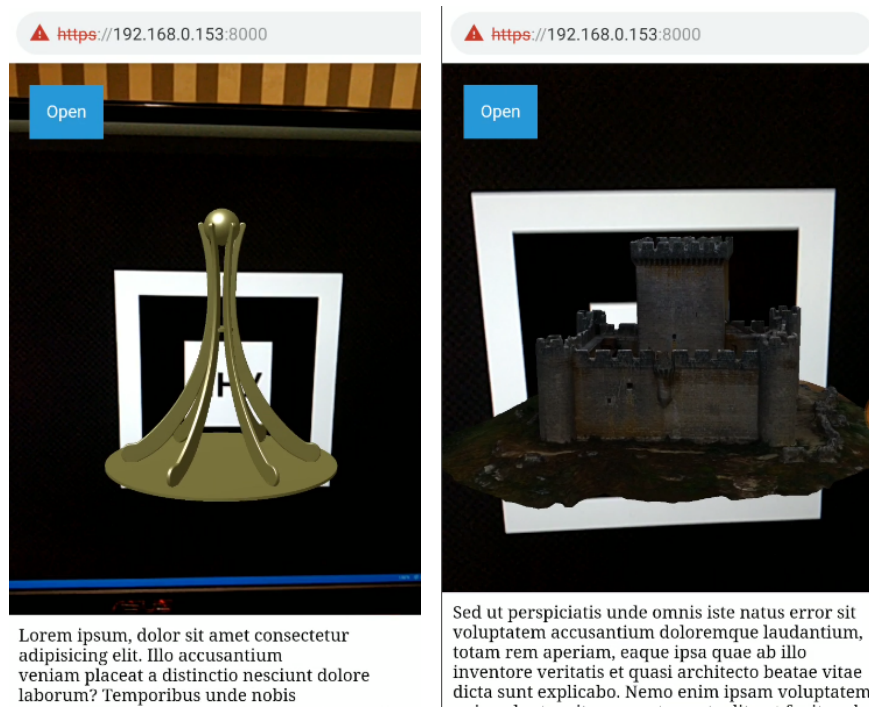 https://192.168.0.153:8000
Open
Lorem ipsum, dolor sit amet consectetur
adipisicing elit. Illo accusantium
veniam placeat a distinctio nesciunt dolore
laborum? Temporibus unde nobis
https://192.168.0.153:8000
Open
Sed ut perspiciatis unde omnis iste natus error sit
voluptatem accusantium doloremque laudantium,
totam rem aperiam, eaque ipsa quae ab illo
inventore veritatis et quasi architecto beatae vitae
dicta sunt explicabo. Nemo enim ipsam voluptatem